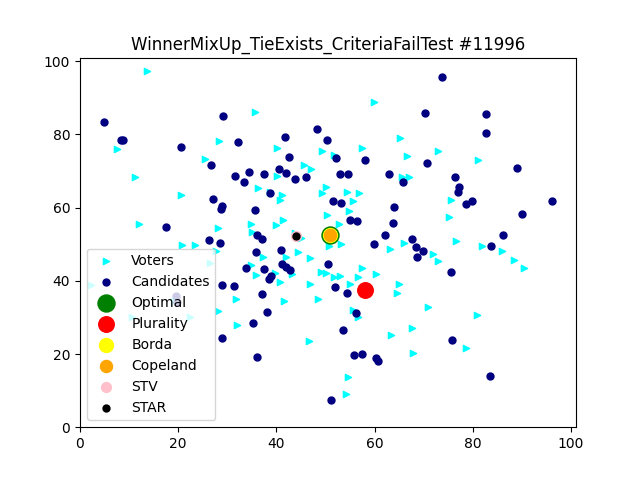 WinnerMixUp_TieExists_CriteriaFailTest #11996
100
80
60
40
20
0
Voters
Candidates
Optimal
Plurality
Borda
Copeland
STV
STAR
0 20 40 60 80 100